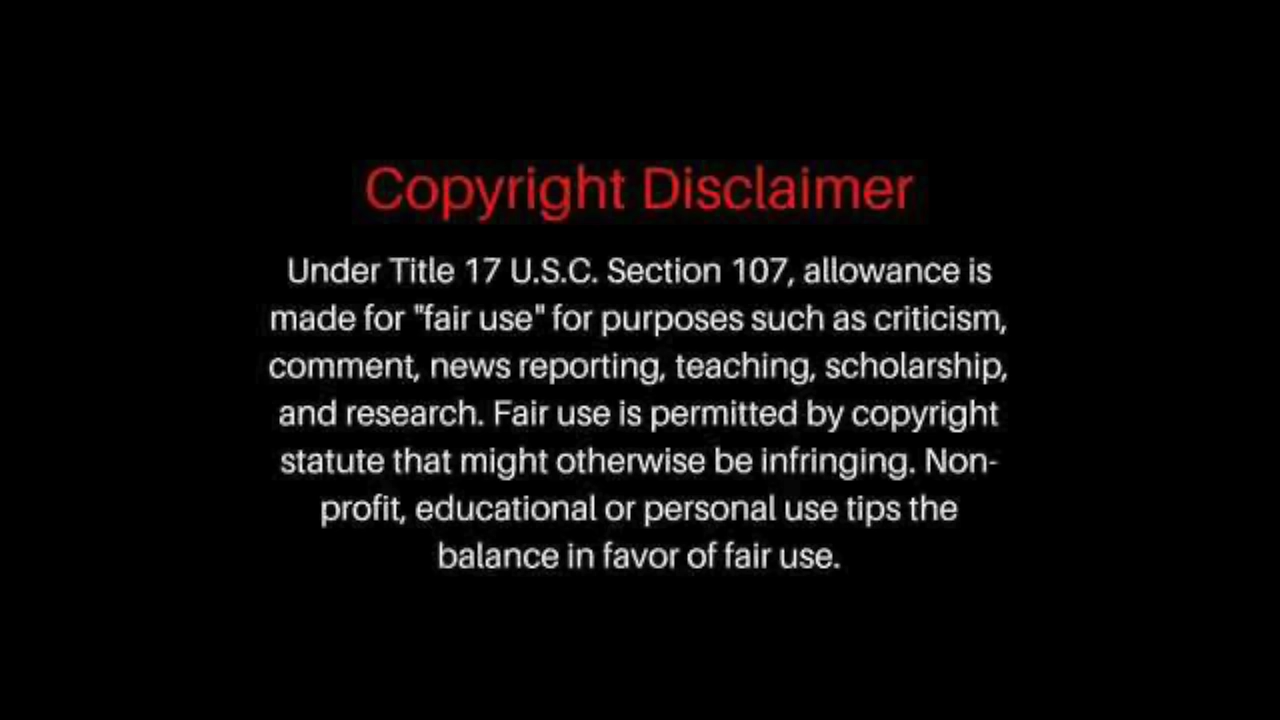 Copyright Disclaimer
Under Title 17 U.S.C. Section 107, allowance is
made for "fair use" for purposes such as criticism,
comment, news reporting, teaching, scholarship,
and research. Fair use is permitted by copyright
statute that might otherwise be infringing. Non-
profit, educational or personal use tips the
balance in favor of fair use.